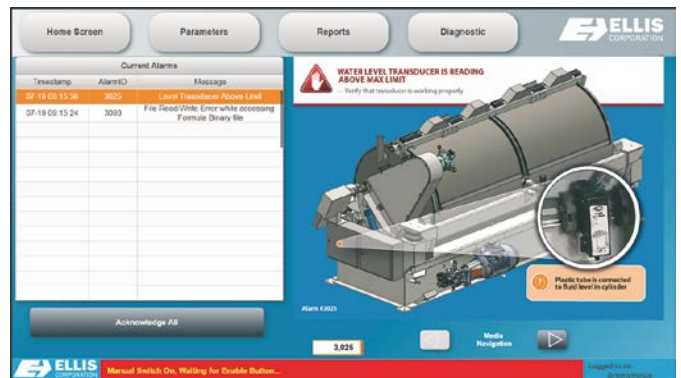 Home Screen
Parameters
Reports
Diagnostic
ELLIS
CORPORATION
Current Alarms
Timestamp AlarmID Message
07-19 09:15:30 3025 Level Transducer Above Limit
07-19 09:15:24 3093 File Read/Write Error while accessing
Formula Binary file
WATER LEVEL TRANSDUCER IS READING
ABOVE MAX LIMIT
– Verify that transducer is working properly
Plastic tube is connected
to fluid level in cylinder
Alarm #3025
Acknowledge All
3,025
Media
Navigation
ELLIS
CORPORATION
Manual Switch On, Waiting for Enable Button...
Logged in as: